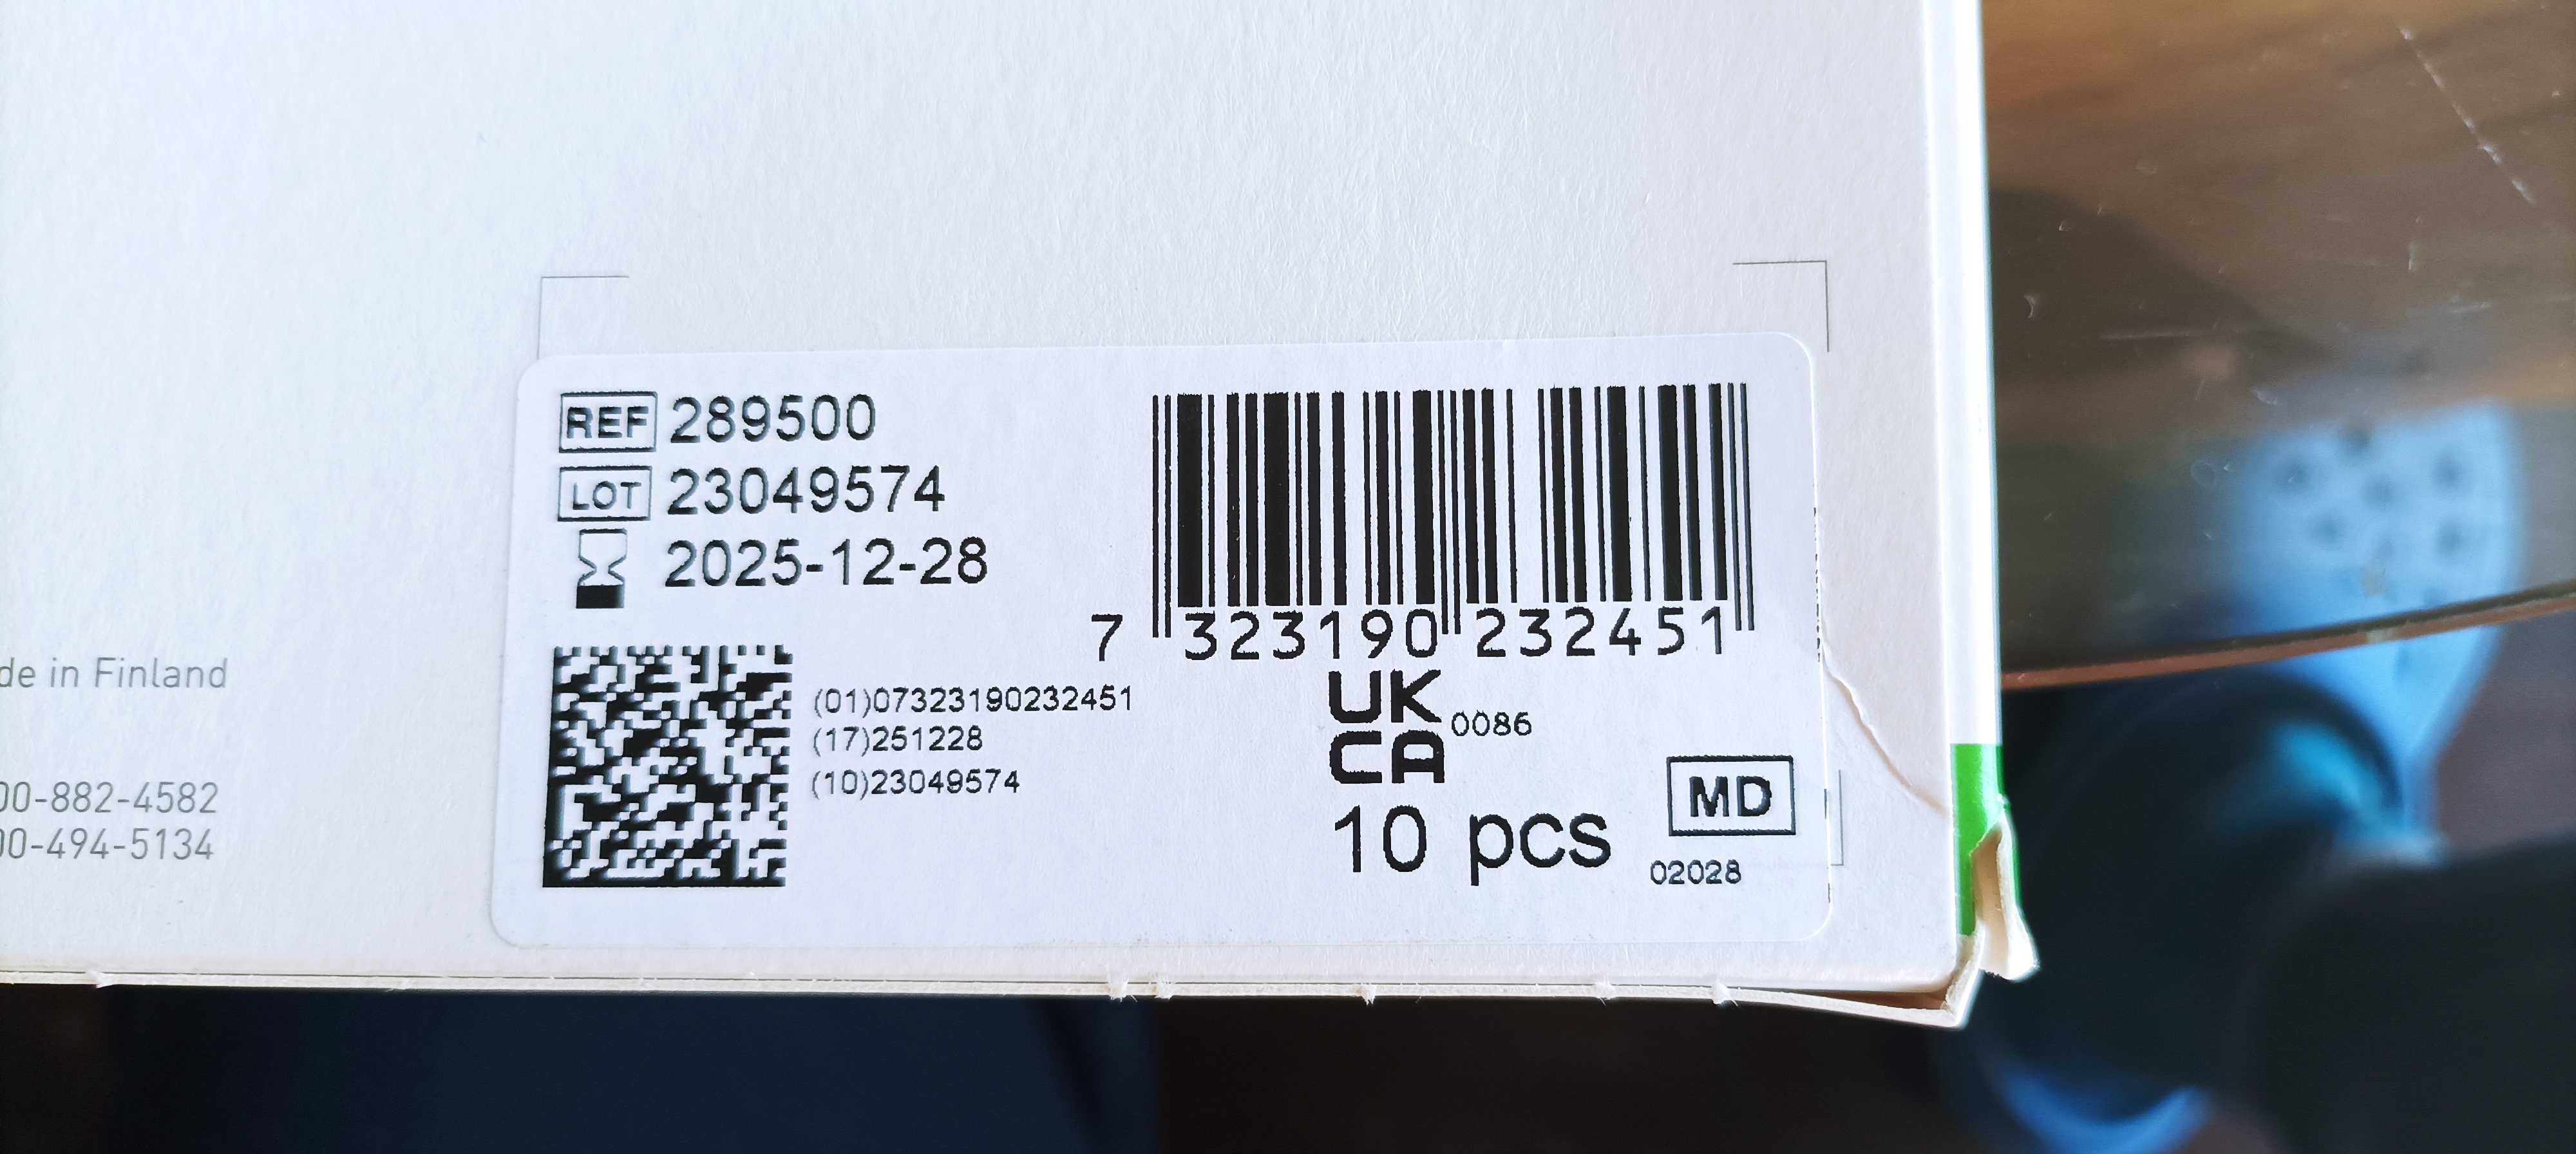 REF 289500
LOT 23049574
2025-12-28
7 323190 232451
(01)07323190232451
(17)251228
(10)23049574
UK
CA 0086
10 pcs
MD
02028
de in Finland
00-882-4582
00-494-5134